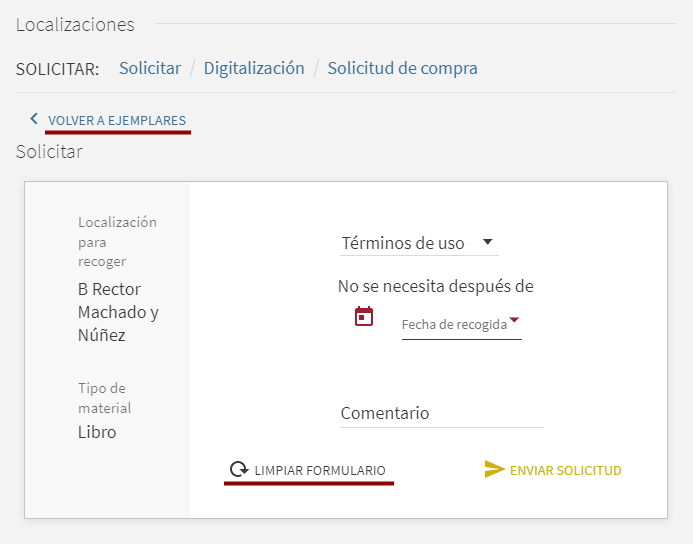 Localizaciones
SOLICITAR: Solicitar / Digitalización / Solicitud de compra
VOLVER A EJEMPLARES
Solicitar
Localización
para
recoger
B Rector
Machado y
Núñez
Tipo de
material
Libro
Términos de uso
No se necesita después de
Fecha de recogida
Comentario
LIMPIAR FORMULARIO
ENVIAR SOLICITUD